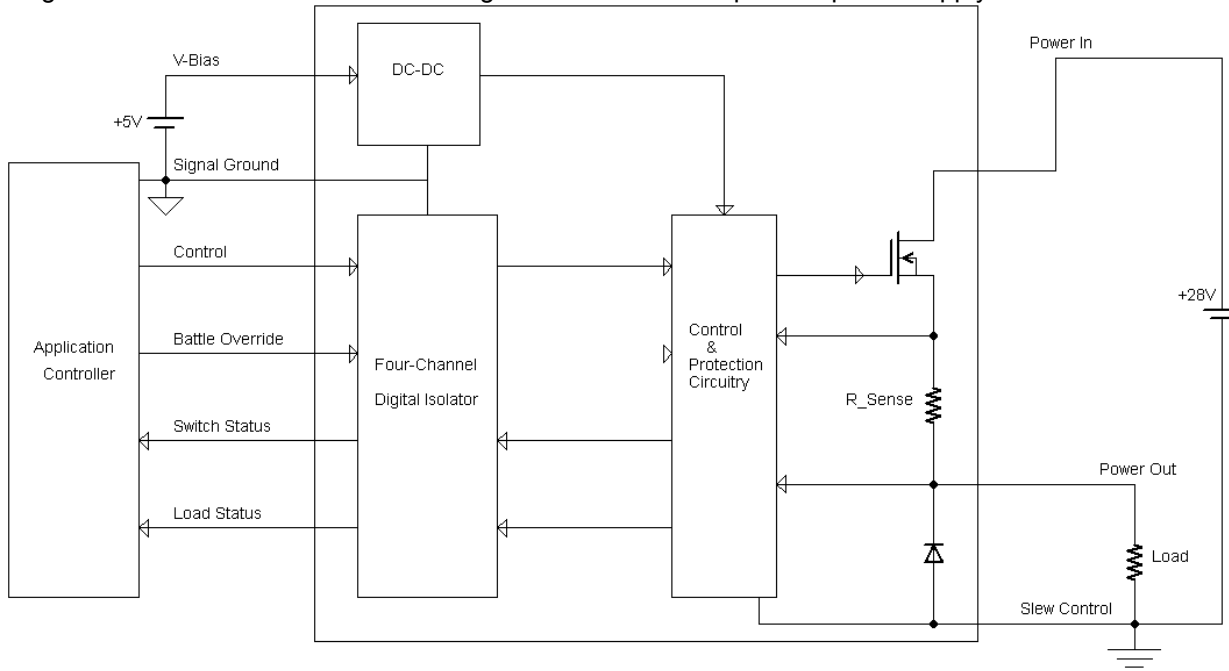 V-Bias
DC-DC
Power In
+5V
Signal Ground
Control
+28V
Battle Override
Application
Controller
Four-Channel
Digital Isolator
Control
&
Protection
Circuitry
R_Sense
Switch Status
Power Out
Load Status
Load
Slew Control